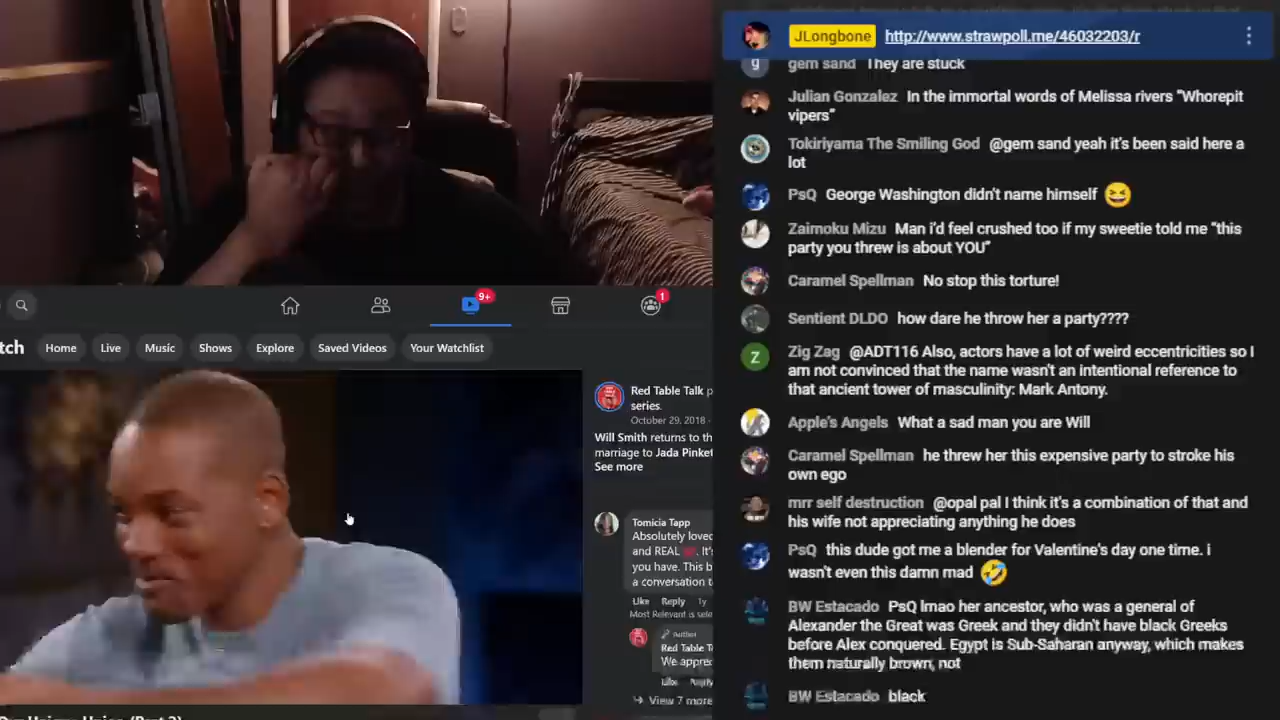 JLongbone http://www.strawpoll.me/46032203/r
gem sand They are stuck
Julian Gonzalez In the immortal words of Melissa rivers “Whorepit
vipers”
Tokiriyama The Smiling God @gem sand yeah it's been said here a
lot
PsQ George Washington didn't name himself 😆
Zaimoku Mizu Man i'd feel crushed too if my sweetie told me “this
party you threw is about YOU”
Caramel Spellman No stop this torture!
Sentient DLDO how dare he throw her a party????
Z
Zig Zag @ADT116 Also, actors have a lot of weird eccentricities so I
am not convinced that the name wasn't an intentional reference to
that ancient tower of masculinity: Mark Antony.
Apple's Angels What a sad man you are Will
Caramel Spellman he threw her this expensive party to stroke his
own ego
mrr self destruction @opal pal I think it's a combination of that and
his wife not appreciating anything he does
PsQ this dude got me a blender for Valentine's day one time. i
wasn't even this damn mad 🤣
BW Estacado PsQ lmao her ancestor, who was a general of
Alexander the Great was Greek and they didn't have black Greeks
before Alex conquered. Egypt is Sub-Saharan anyway, which makes
them naturally brown, not
BW Estacado black
9+
1
tch Home Live Music Shows Explore Saved Videos Your Watchlist
Red Table Talk p
series.
October 29, 2018 ·
Will Smith returns to th
marriage to Jada Pinket
See more
Tomicia Tapp
Absolutely loved
and REAL ❤ It's
you have. This b
a conversation t
Like Reply 1y
Most Relevant is sele
Author
Red Table T
We appre
Like Reply
View 7 more